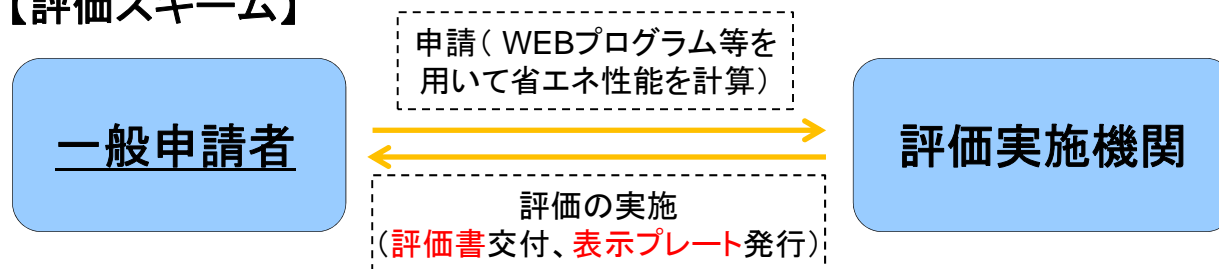 【評価スキーム】
申請( WEBプログラム等を
用いて省エネ性能を計算)
一般申請者
評価実施機関
評価の実施
(評価書交付、表示プレート発行)